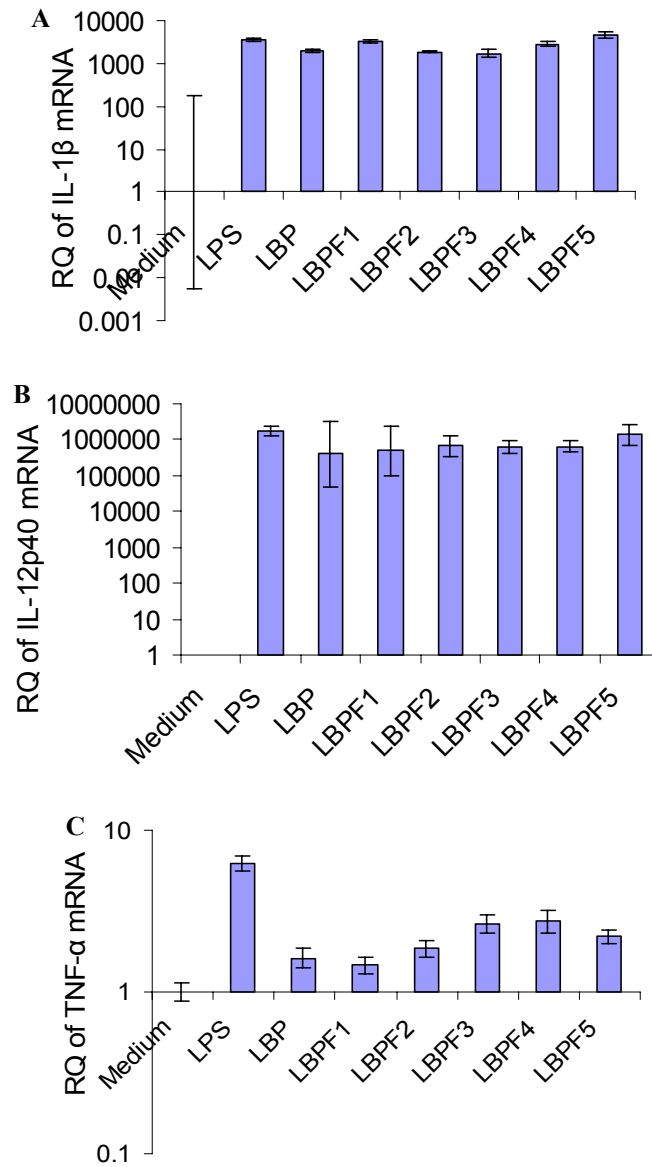 A
RQ of IL-1β mRNA
10000
1000
100
10
1
0.1
0.01
0.001
Medium
LPS
LBP
LBPF1
LBPF2
LBPF3
LBPF4
LBPF5
B
RQ of IL-12p40 mRNA
10000000
1000000
100000
10000
1000
100
10
1
Medium
LPS
LBP
LBPF1
LBPF2
LBPF3
LBPF4
LBPF5
C
RQ of TNF-α mRNA
10
1
0.1
Medium
LPS
LBP
LBPF1
LBPF2
LBPF3
LBPF4
LBPF5